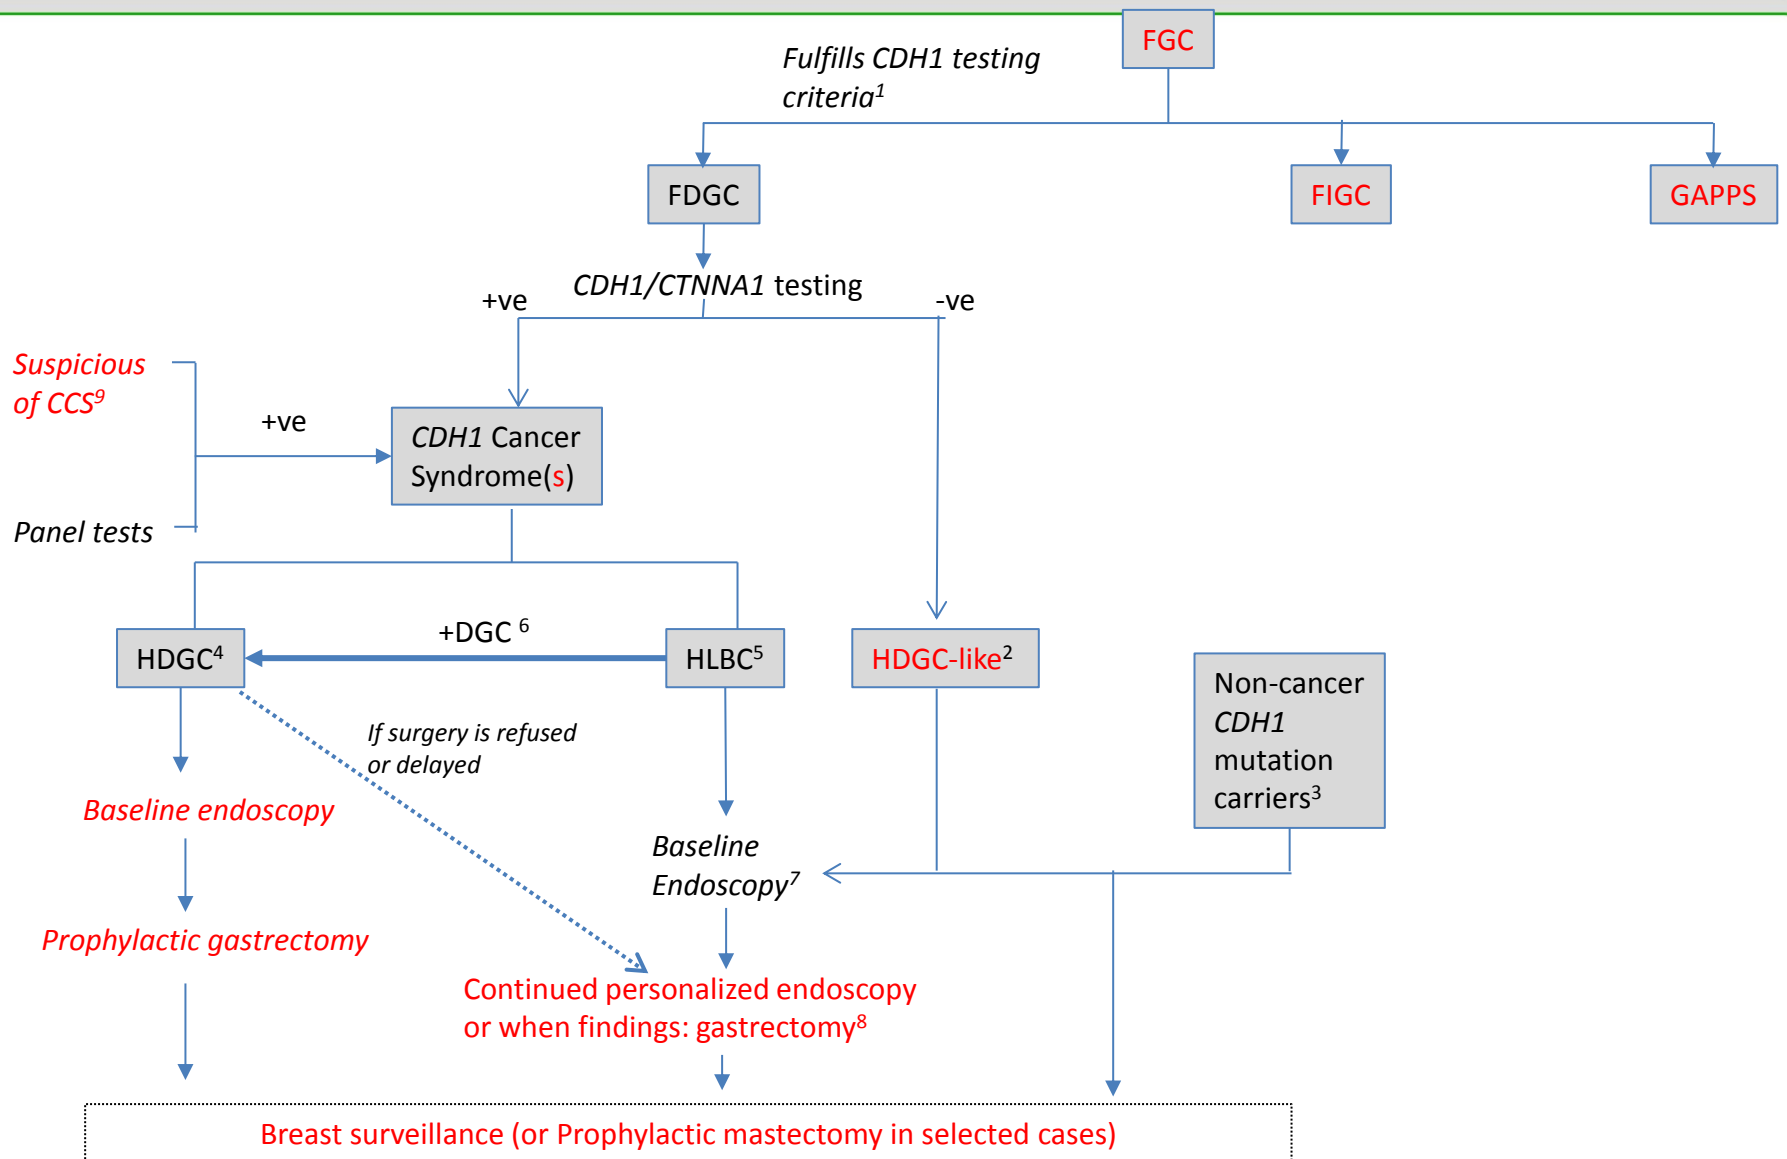 FGC
Fulfills CDH1 testing
criteria1
FDGC
FIGC
GAPPS
CDH1/CTNNA1 testing
+ve
-ve
Suspicious
of CCS9
+ve
CDH1 Cancer
Syndrome(s)
Panel tests
HDGC4
+DGC 6
HLBC5
HDGC-like2
Non-cancer
CDH1
mutation
carriers3
If surgery is refused
or delayed
Baseline endoscopy
Baseline
Endoscopy7
Prophylactic gastrectomy
Continued personalized endoscopy
or when findings: gastrectomy8
Breast surveillance (or Prophylactic mastectomy in selected cases)